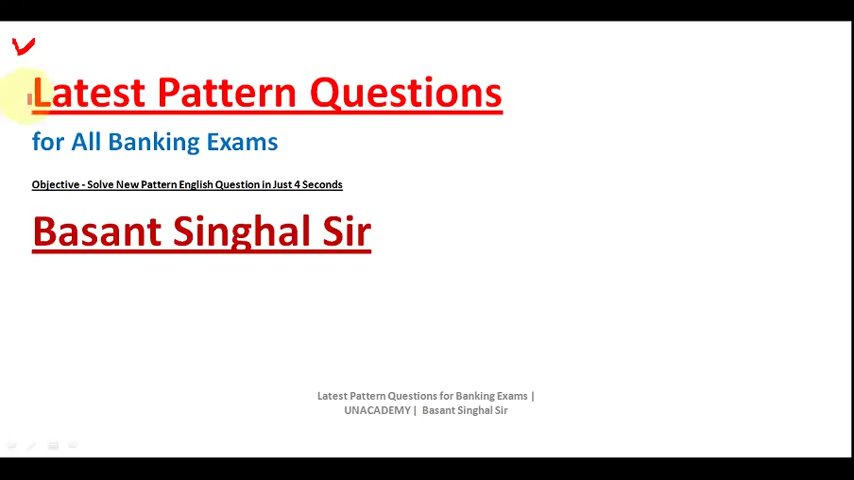 Latest Pattern Questions
for All Banking Exams
Objective - Solve New Pattern English Question in Just 4 Seconds
Basant Singhal Sir
Latest Pattern Questions for Banking Exams |
UNACADEMY | Basant Singhal Sir